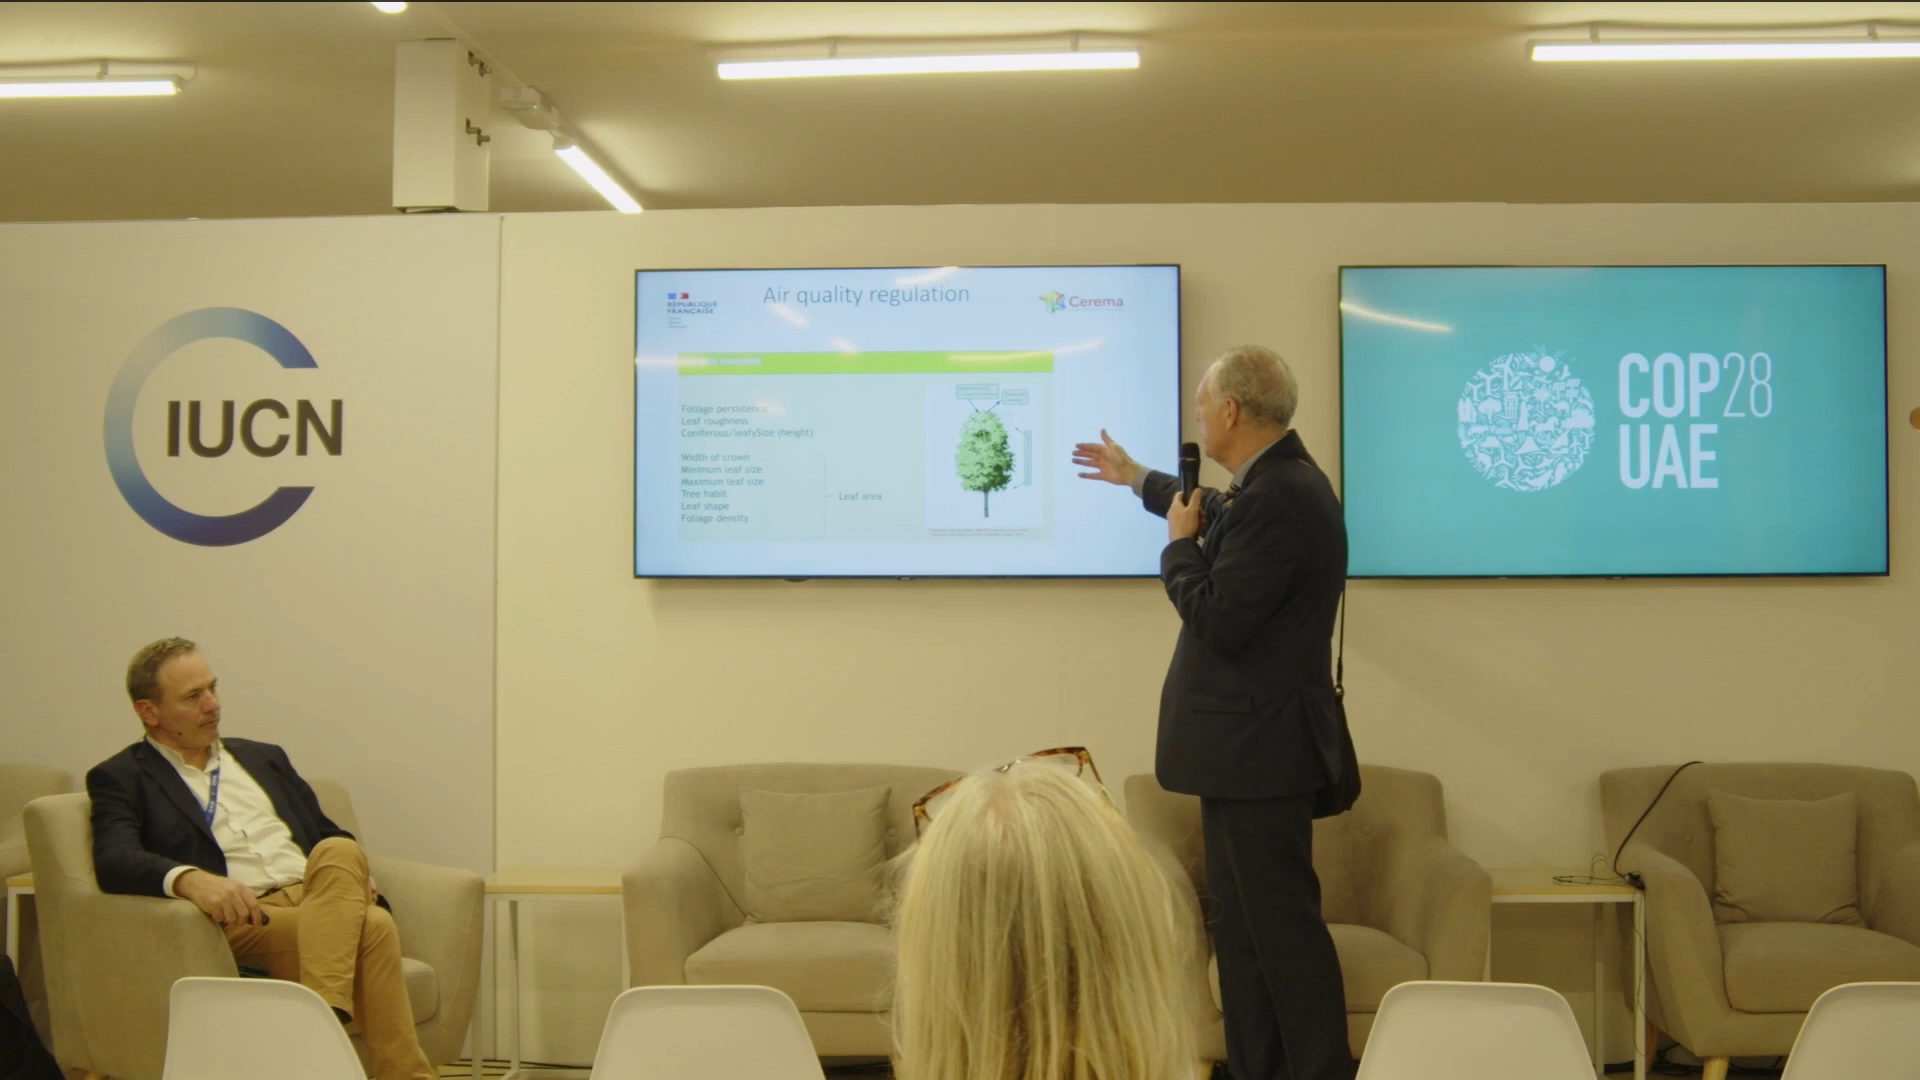 IUCN
RÉPUBLIQUE
FRANÇAISE
Air quality regulation
Cerema
Foliage persistence
Leaf roughness
Coniferous/leafySize (height)
Width of crown
Minimum leaf size
Maximum leaf size
Tree habit
Leaf shape
Foliage density
Leaf area
COP28
UAE